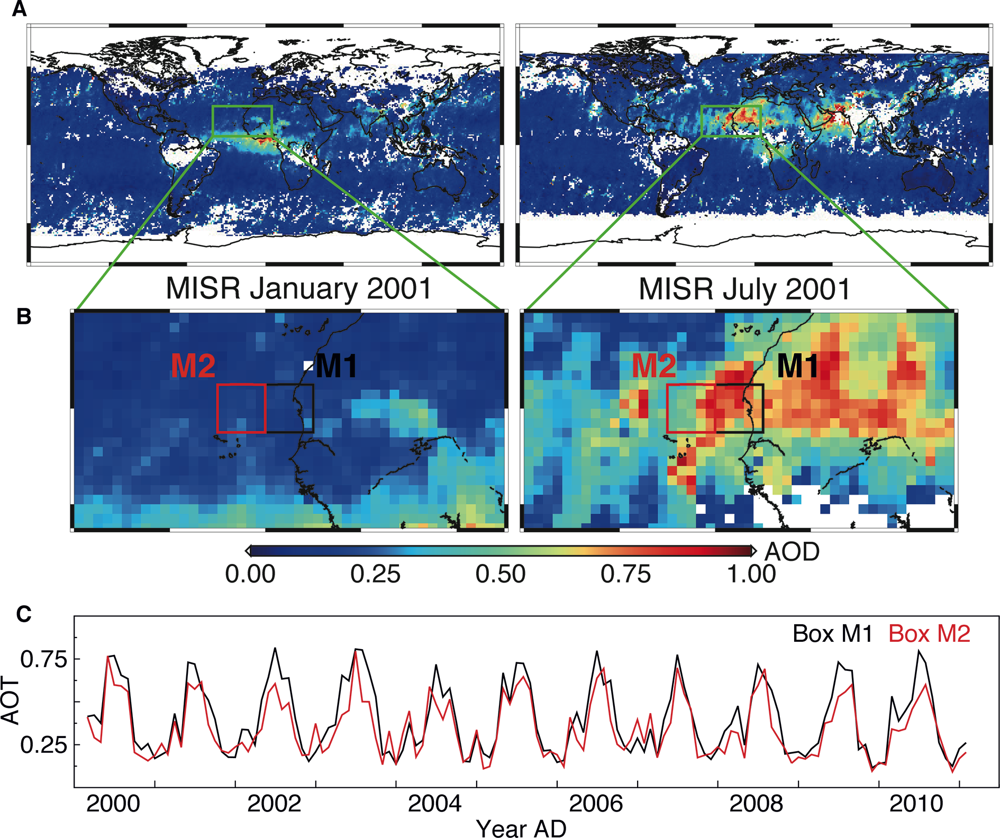 A
MISR January 2001
MISR July 2001
B
M2
M1
M2
M1
AOD
0.00 0.25 0.50 0.75 1.00
C
Box M1 Box M2
0.75
0.25
AOT
2000 2002 2004 2006 2008 2010
Year AD